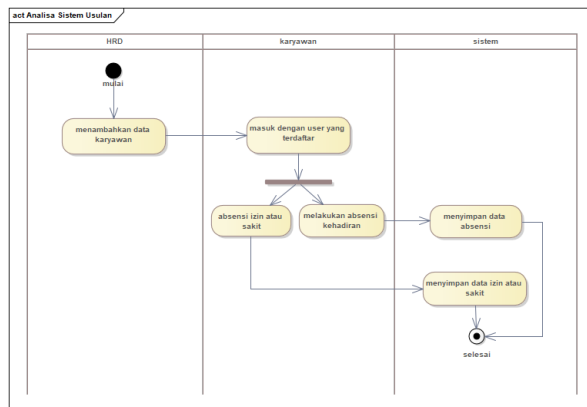 act Analisa Sistem Usulan
HRD
karyawan
sistem
mulai
menambahkan data
karyawan
masuk dengan user yang
terdaftar
absensi izin atau
sakit
melakukan absensi
kehadiran
menyimpan data
absensi
menyimpan data izin atau
sakit
selesai